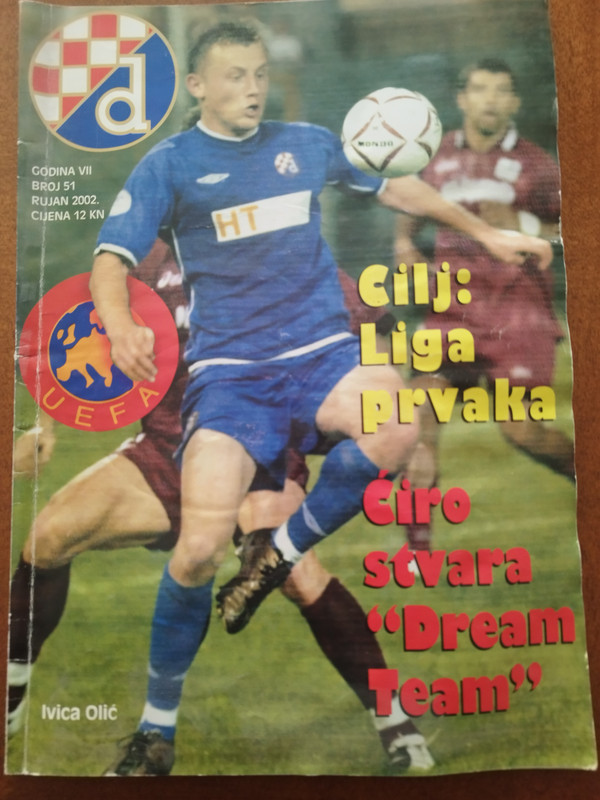 d
GODINA VII
BROJ 51
RUJAN 2002.
CIJENA 12 KN
HT
UEFA
Cilj:
Liga
prvaka
Ćiro
stvara
“Dream
Team”
Ivica Olić